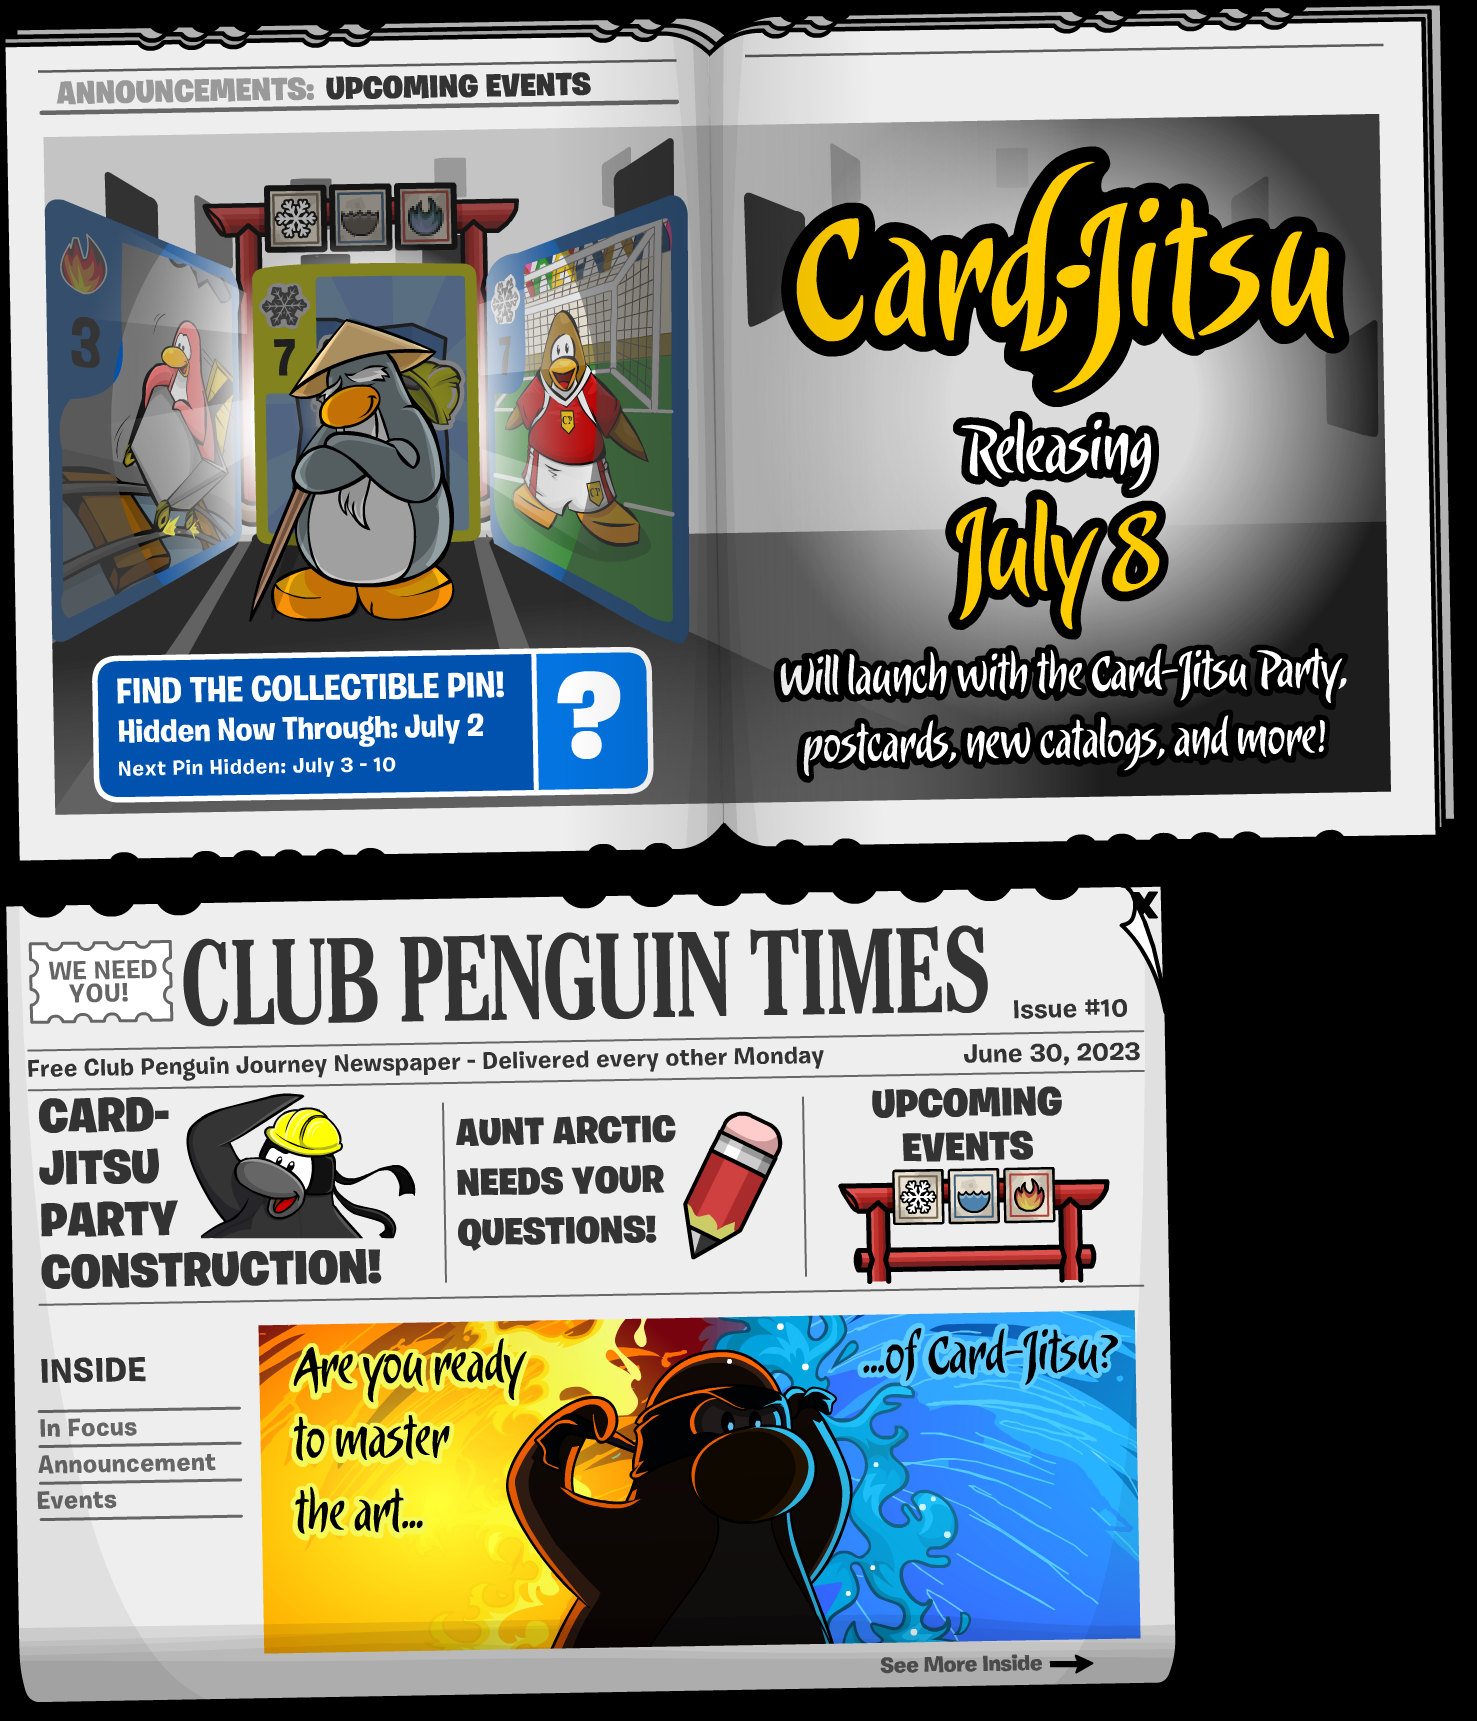 ANNOUNCEMENTS: UPCOMING EVENTS
3
7
7
CP
CP
FIND THE COLLECTIBLE PIN!
Hidden Now Through: July 2
Next Pin Hidden: July 3 - 10
?
Card-Jitsu
Releasing
July 8
Will launch with the Card-Jitsu Party,
postcards, new catalogs, and more!
X
WE NEED
YOU!
CLUB PENGUIN TIMES
Issue #10
Free Club Penguin Journey Newspaper - Delivered every other Monday
June 30, 2023
CARD-
JITSU
PARTY
CONSTRUCTION!
AUNT ARCTIC
NEEDS YOUR
QUESTIONS!
UPCOMING
EVENTS
INSIDE
In Focus
Announcement
Events
Are you ready
to master
the art...
...of Card-Jitsu?
See More Inside